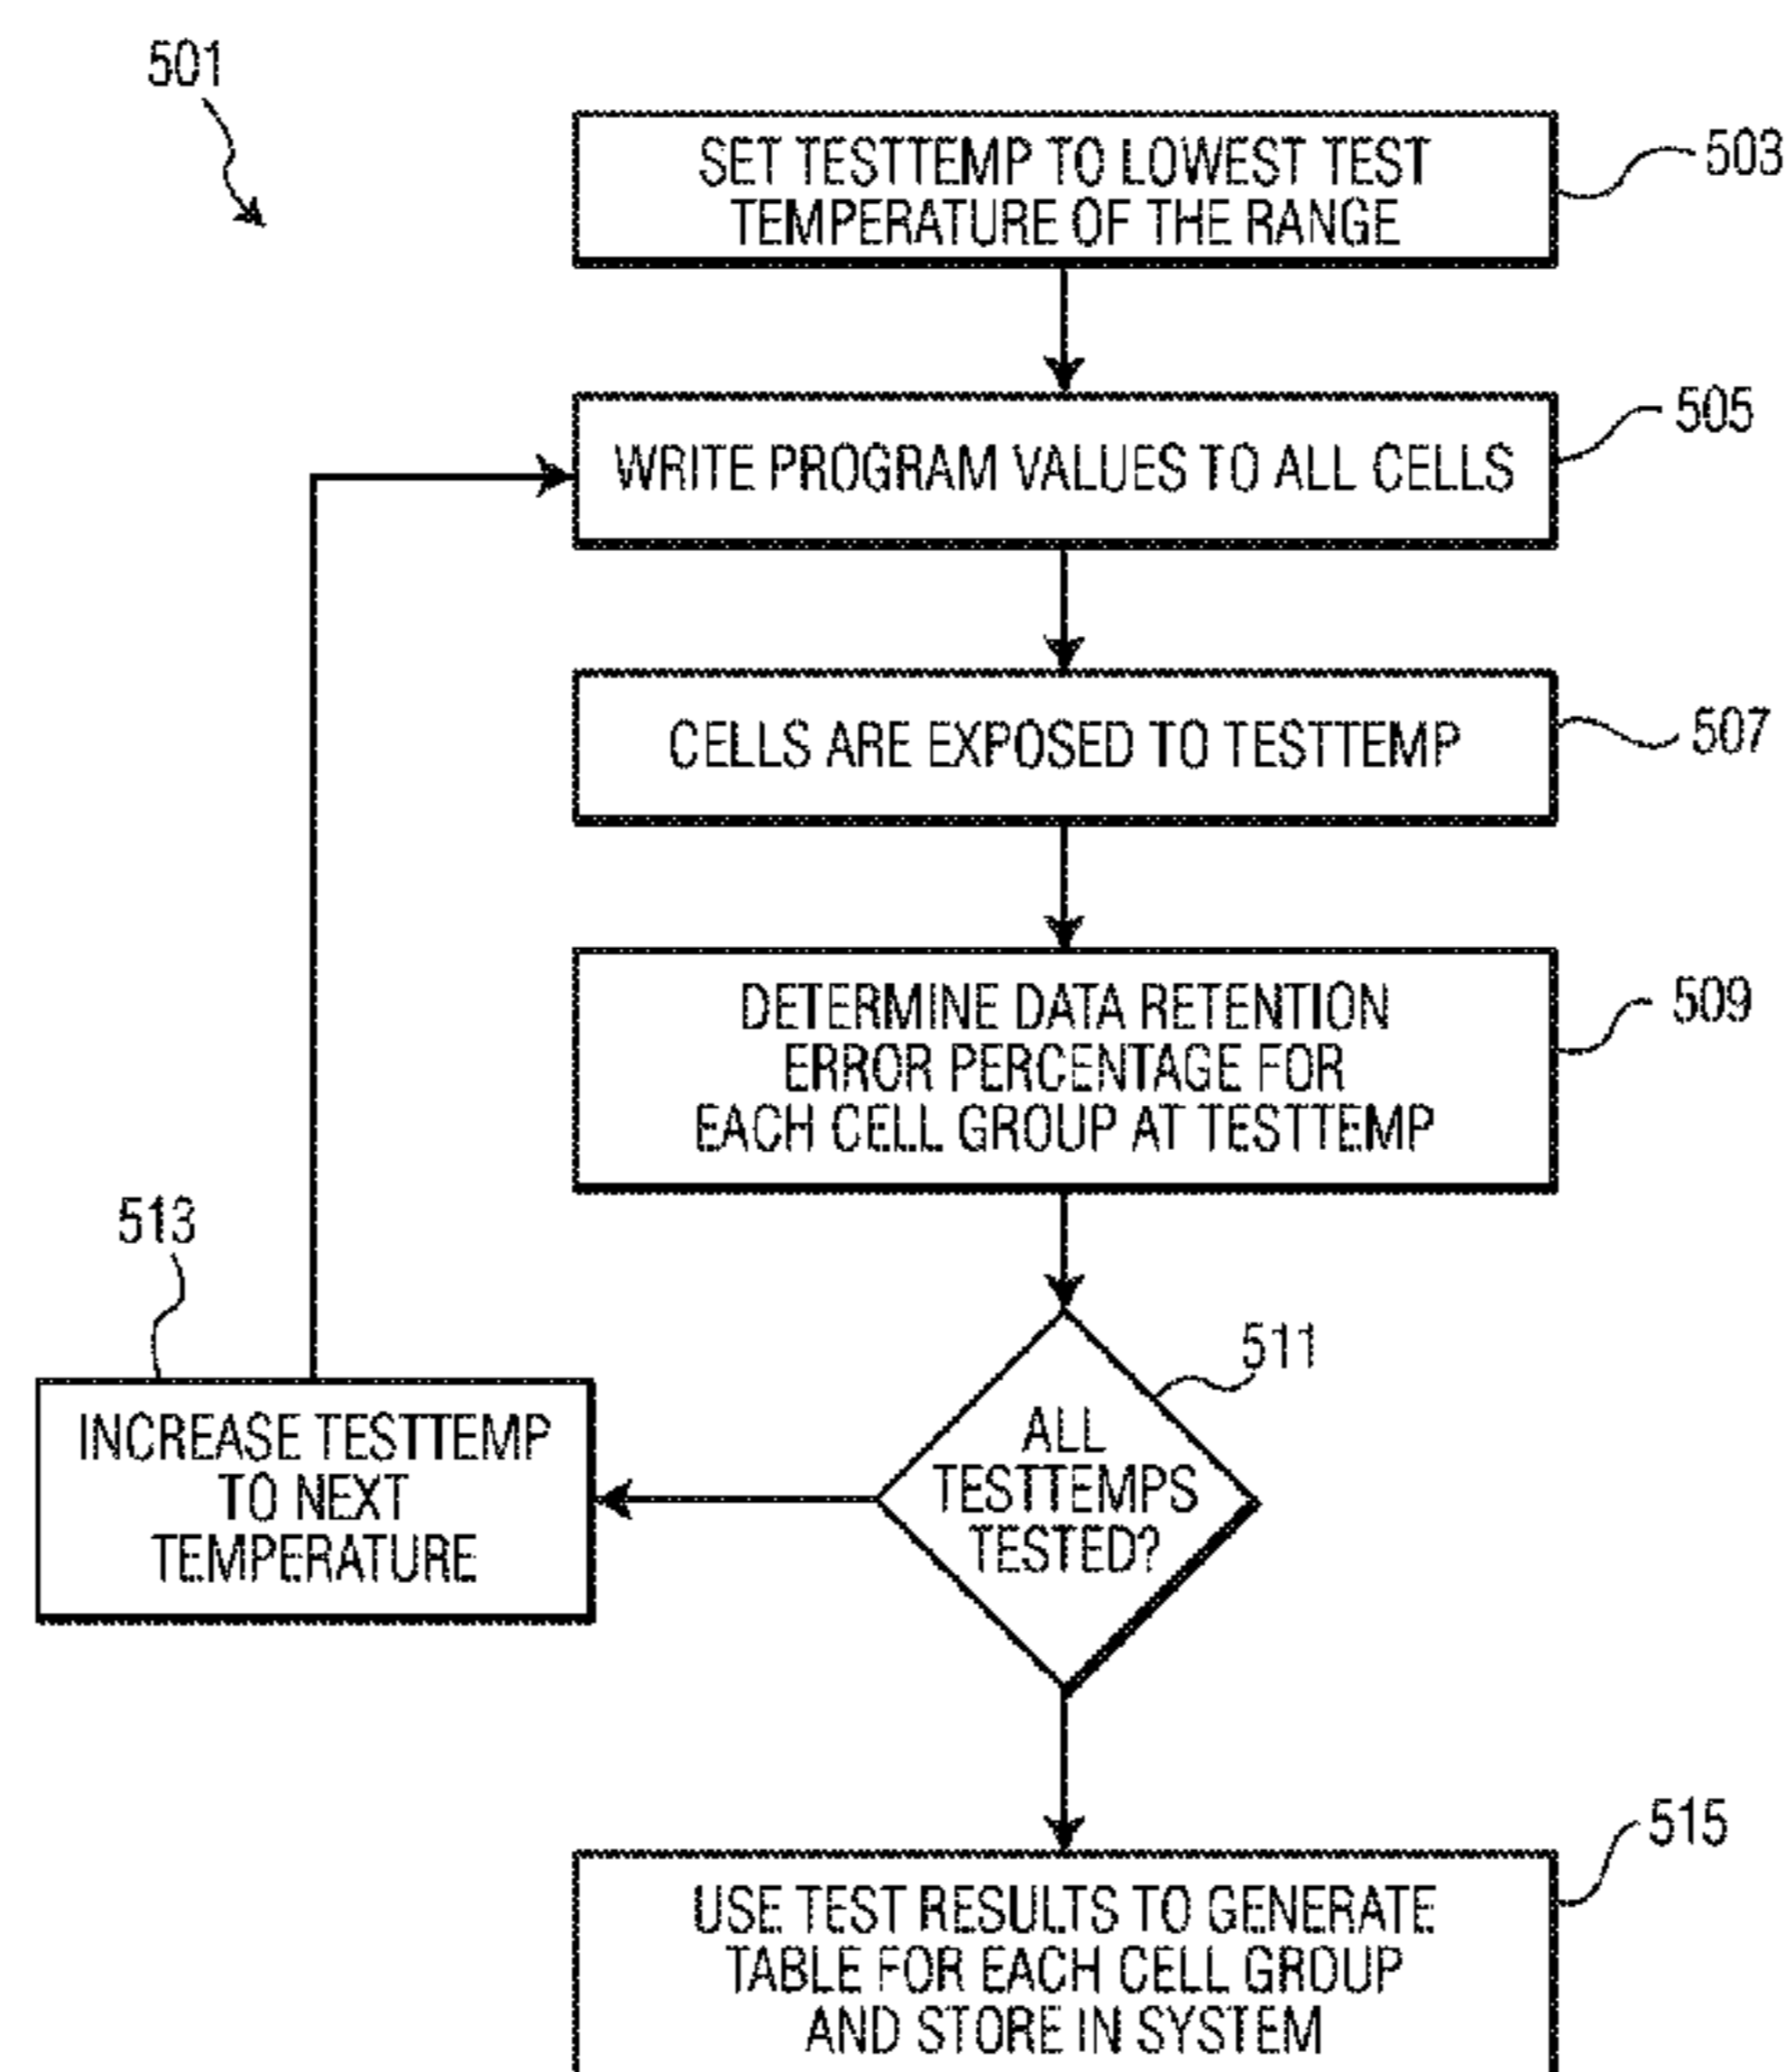 501
SET TESTTEMP TO LOWEST TEST
TEMPERATURE OF THE RANGE
503
WRITE PROGRAM VALUES TO ALL CELLS
505
CELLS ARE EXPOSED TO TESTTEMP
507
DETERMINE DATA RETENTION
ERROR PERCENTAGE FOR
EACH CELL GROUP AT TESTTEMP
509
513
INCREASE TESTTEMP
TO NEXT
TEMPERATURE
511
ALL
TESTTEMPS
TESTED?
515
USE TEST RESULTS TO GENERATE
TABLE FOR EACH CELL GROUP
AND STORE IN SYSTEM